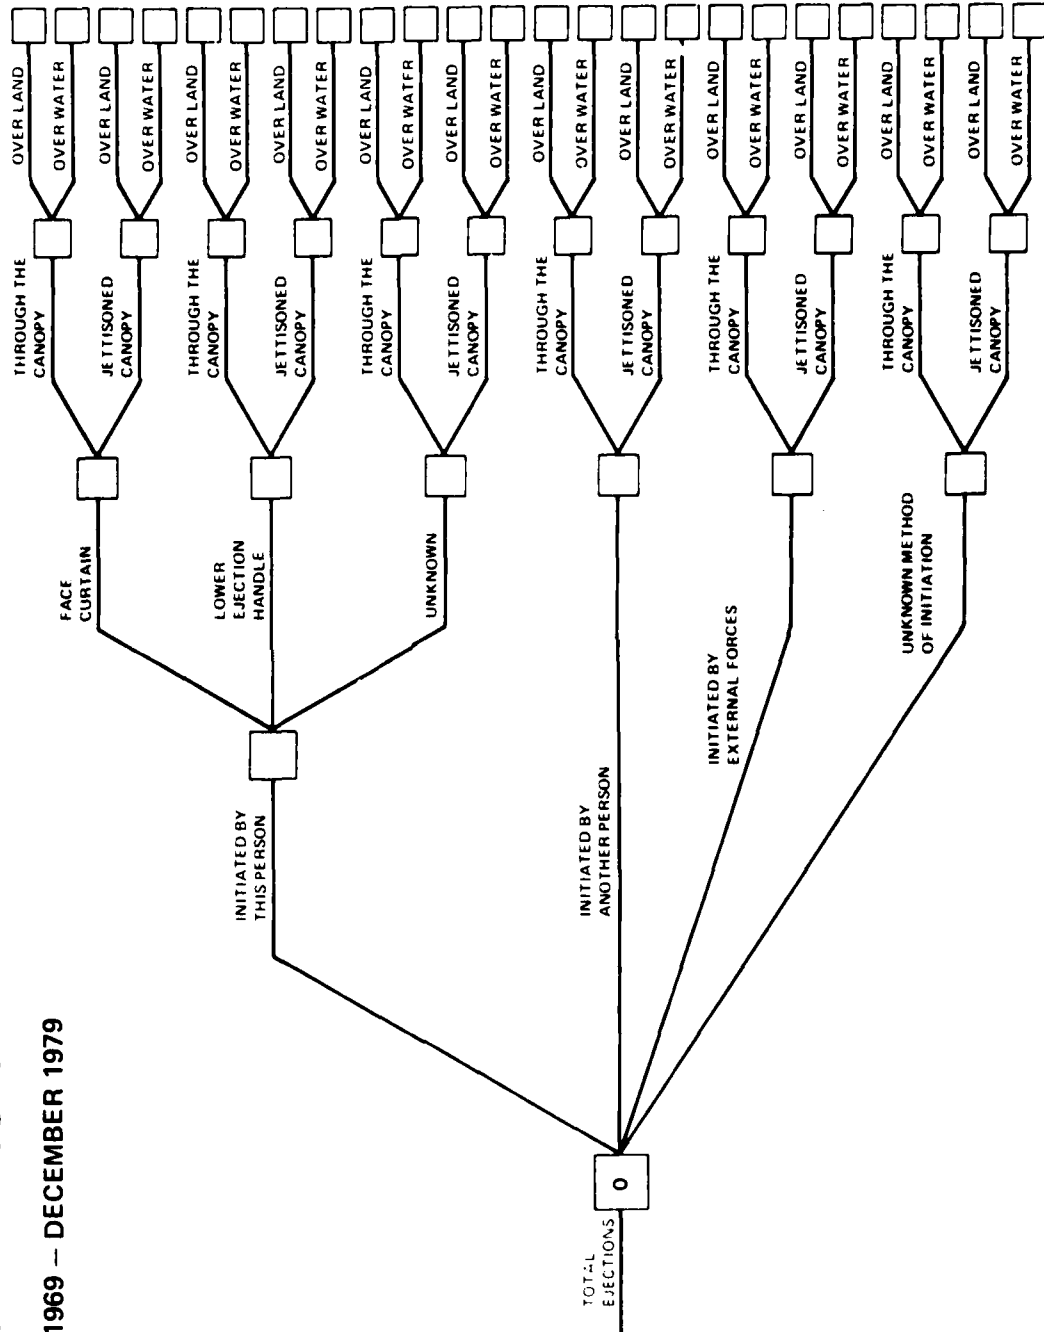 1969 – DECEMBER 1979
TOTAL
EJECTIONS
0
INITIATED BY
THIS PERSON
INITIATED BY
ANOTHER PERSON
INITIATED BY
EXTERNAL FORCES
UNKNOWN METHOD
OF INITIATION
FACE
CURTAIN
LOWER
EJECTION
HANDLE
UNKNOWN
THROUGH THE
CANOPY
JETTISONED
CANOPY
THROUGH THE
CANOPY
JETTISONED
CANOPY
THROUGH THE
CANOPY
JETTISONED
CANOPY
THROUGH THE
CANOPY
JETTISONED
CANOPY
THROUGH THE
CANOPY
JETTISONED
CANOPY
THROUGH THE
CANOPY
JETTISONED
CANOPY
OVER LAND
OVER WATER
OVER LAND
OVER WATER
OVER LAND
OVER WATER
OVER LAND
OVER WATER
OVER LAND
OVER WATER
OVER LAND
OVER WATER
OVER LAND
OVER WATER
OVER LAND
OVER WATER
OVER LAND
OVER WATER
OVER LAND
OVER WATER
OVER LAND
OVER WATER
OVER LAND
OVER WATER